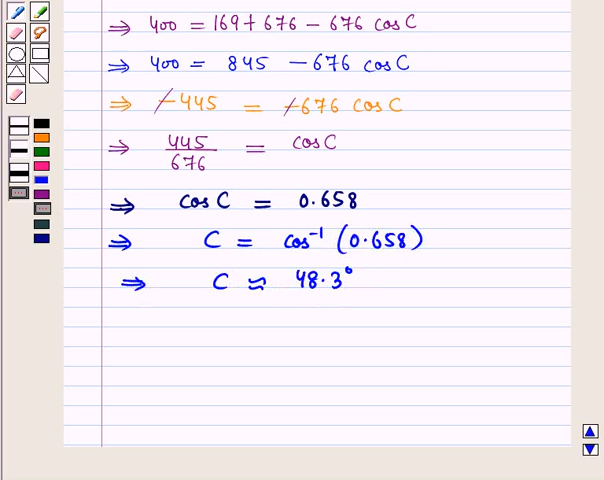 ⇒ 400 = 169 + 676 - 676 cos C
⇒ 400 = 845 - 676 cos C
⇒ -445 = -676 cos C
⇒ 445/676 = cos C
⇒ cos C = 0.658
⇒ C = cos⁻¹ (0.658)
⇒ C ≈ 48.3°